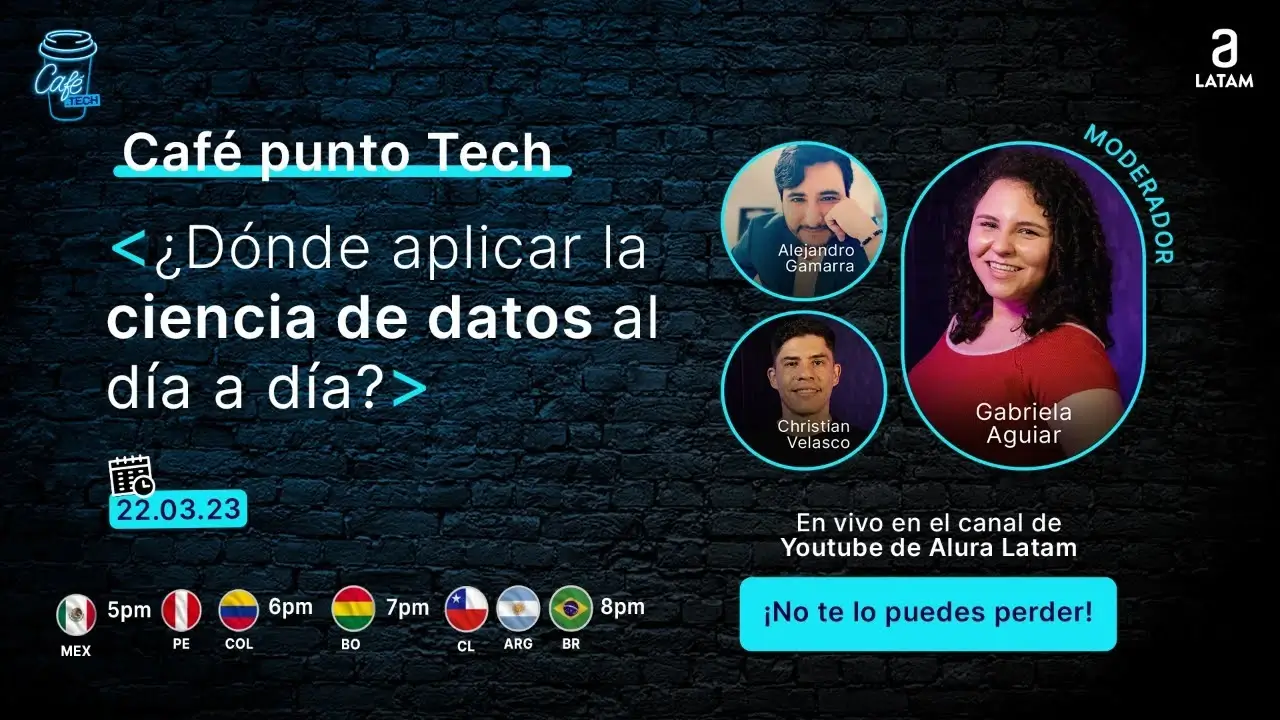 Café
.TECH
a
LATAM
Café punto Tech
<¿Dónde aplicar la
ciencia de datos al
día a día?>
22.03.23
5pm
6pm
7pm
8pm
MEX
PE
COL
BO
CL
ARG
BR
Alejandro
Gamarra
Christian
Velasco
MODERADOR
Gabriela
Aguiar
En vivo en el canal de
Youtube de Alura Latam
¡No te lo puedes perder!